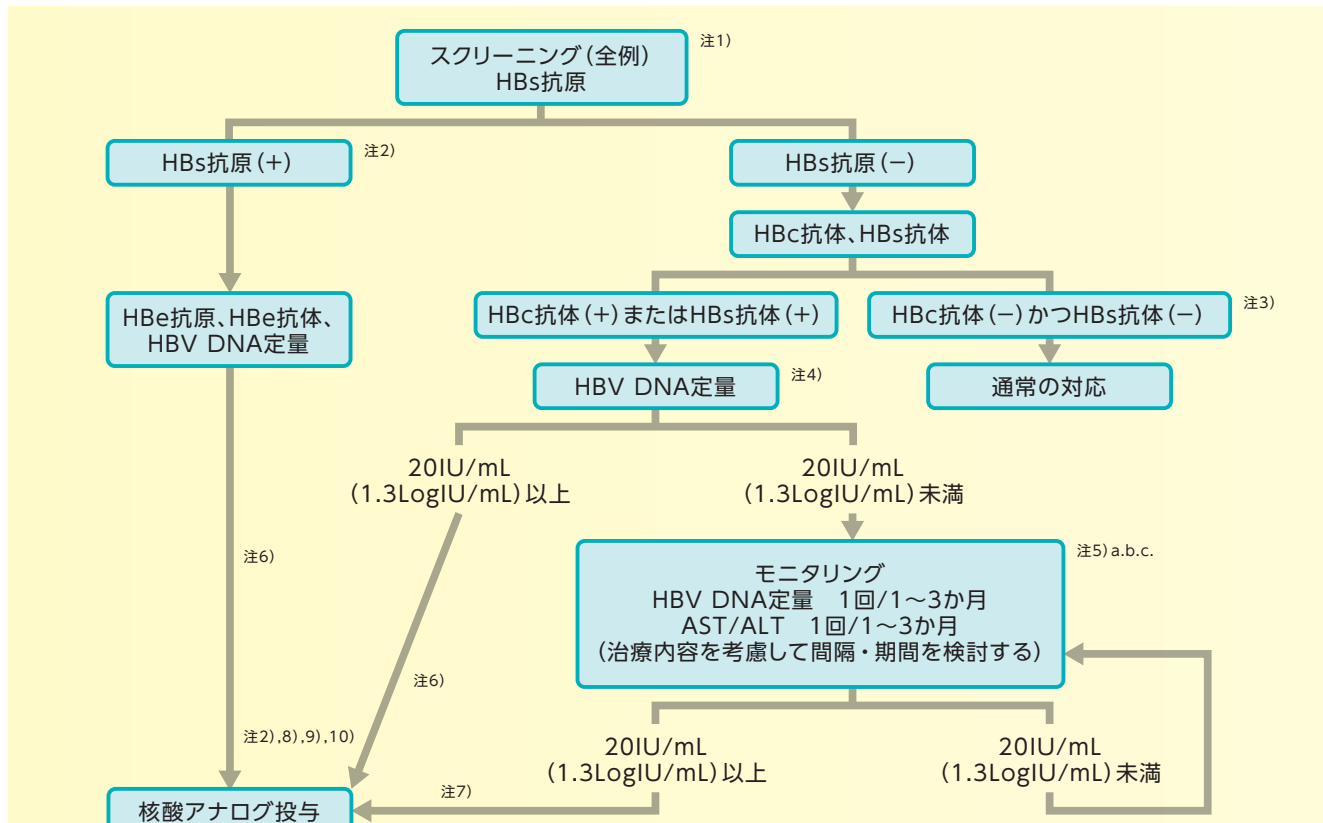 スクリーニング（全例）
HBs抗原
注1）
HBs抗原（＋）
注2）
HBs抗原（－）
HBc抗体、HBs抗体
HBe抗原、HBe抗体、
HBV DNA定量
HBc抗体（＋）またはHBs抗体（＋）
HBc抗体（－）かつHBs抗体（－）
注3）
HBV DNA定量
注4）
通常の対応
20IU/mL
（1.3LogIU/mL）以上
20IU/mL
（1.3LogIU/mL）未満
注6）
モニタリング
HBV DNA定量　1回/1～3か月
AST/ALT　1回/1～3か月
（治療内容を考慮して間隔・期間を検討する）
注5）a.b.c.
注6）
注2）,8）,9）,10）
20IU/mL
（1.3LogIU/mL）以上
20IU/mL
（1.3LogIU/mL）未満
注7）
核酸アナログ投与